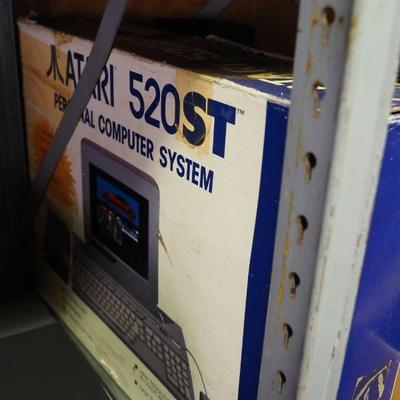 ATARI 520ST™
PERSONAL COMPUTER SYSTEM